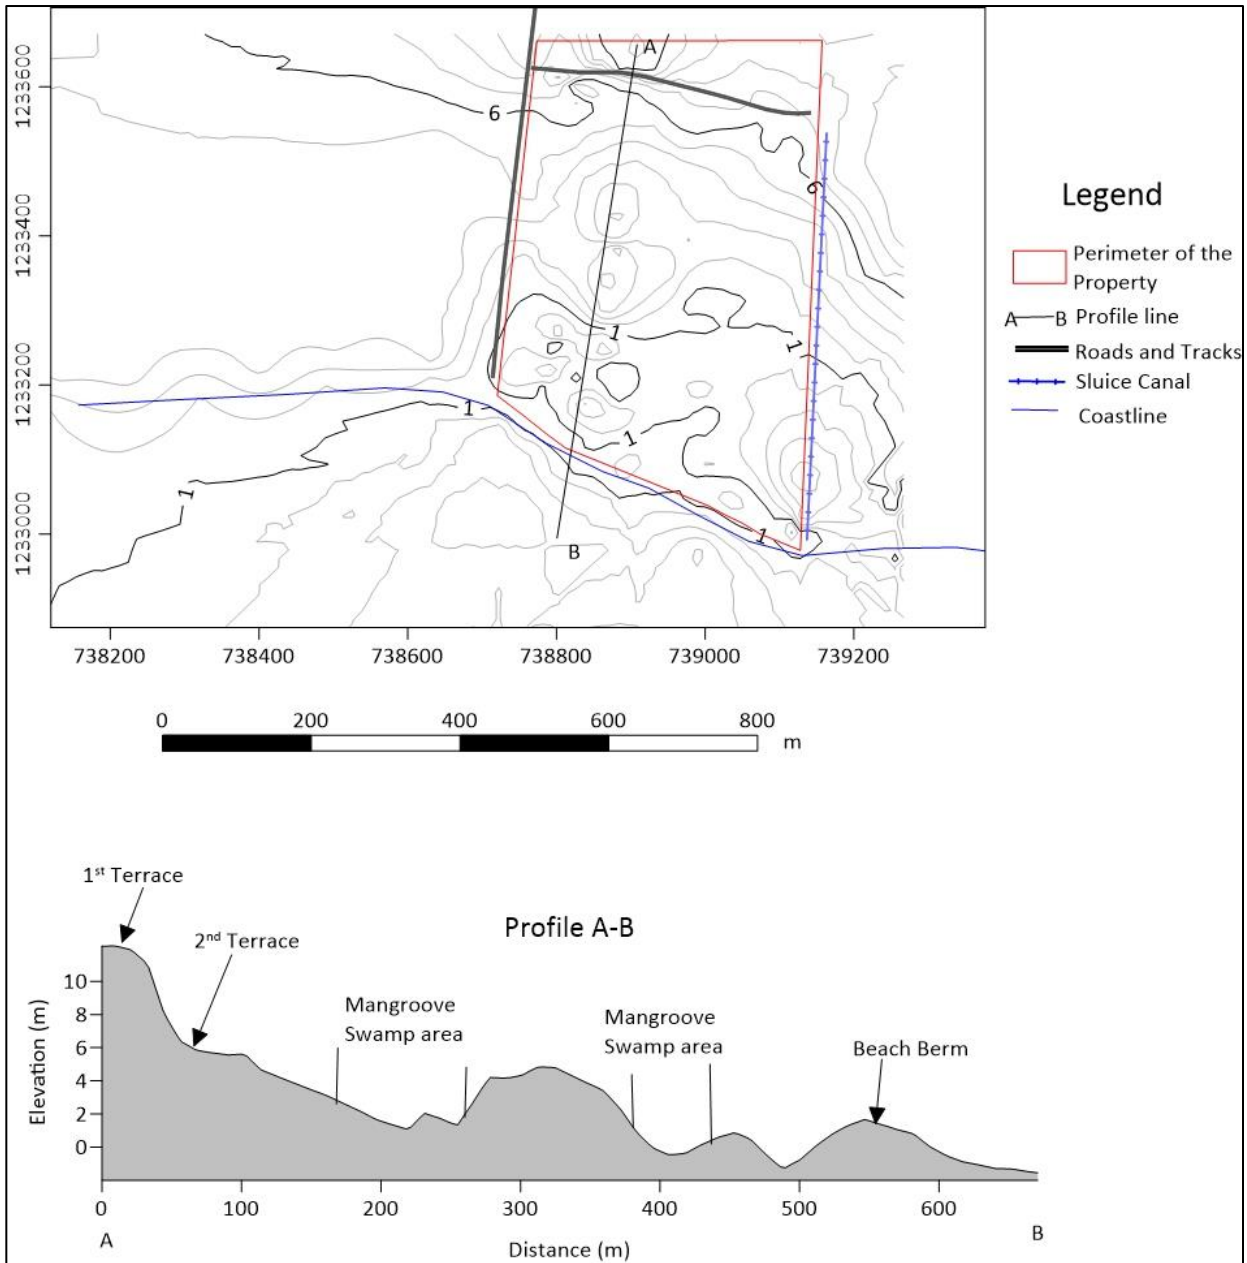 1233600
1233400
1233200
1233000
A
6
6
1
1
1
1
1
1
B
738200 738400 738600 738800 739000 739200
Legend
Perimeter of the
Property
A B Profile line
Roads and Tracks
Sluice Canal
Coastline
0 200 400 600 800
m
1st Terrace
2nd Terrace
Profile A-B
Mangroove
Swamp area
Mangroove
Swamp area
Beach Berm
Elevation (m)
10
8
6
4
2
0
0 100 200 300 400 500 600
A B
Distance (m)